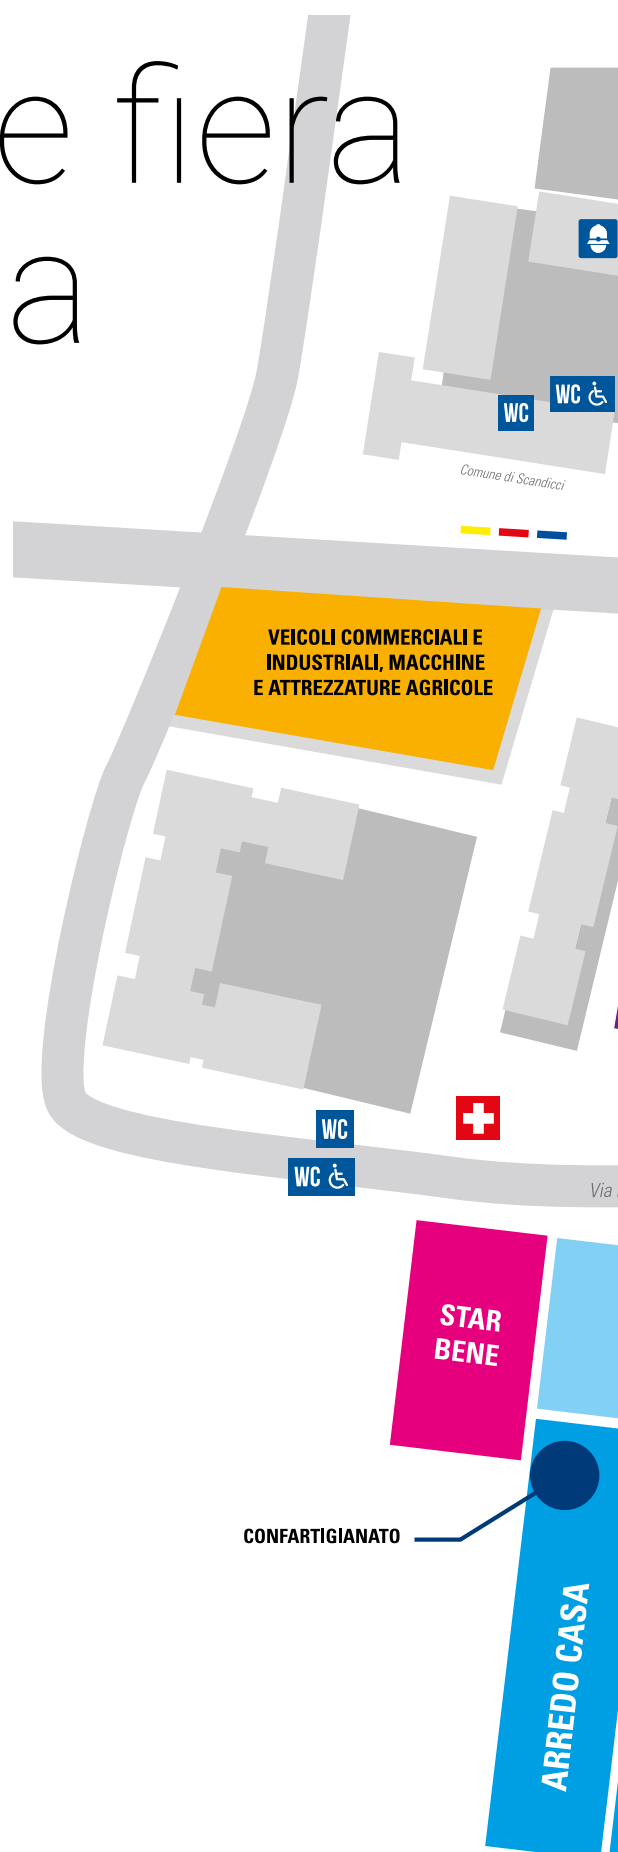 e fiera
a
WC
WC
Comune di Scandicci
VEICOLI COMMERCIALI E
INDUSTRIALI, MACCHINE
E ATTREZZATURE AGRICOLE
WC
WC
Via
STAR
BENE
CONFARTIGIANATO
ARREDO CASA